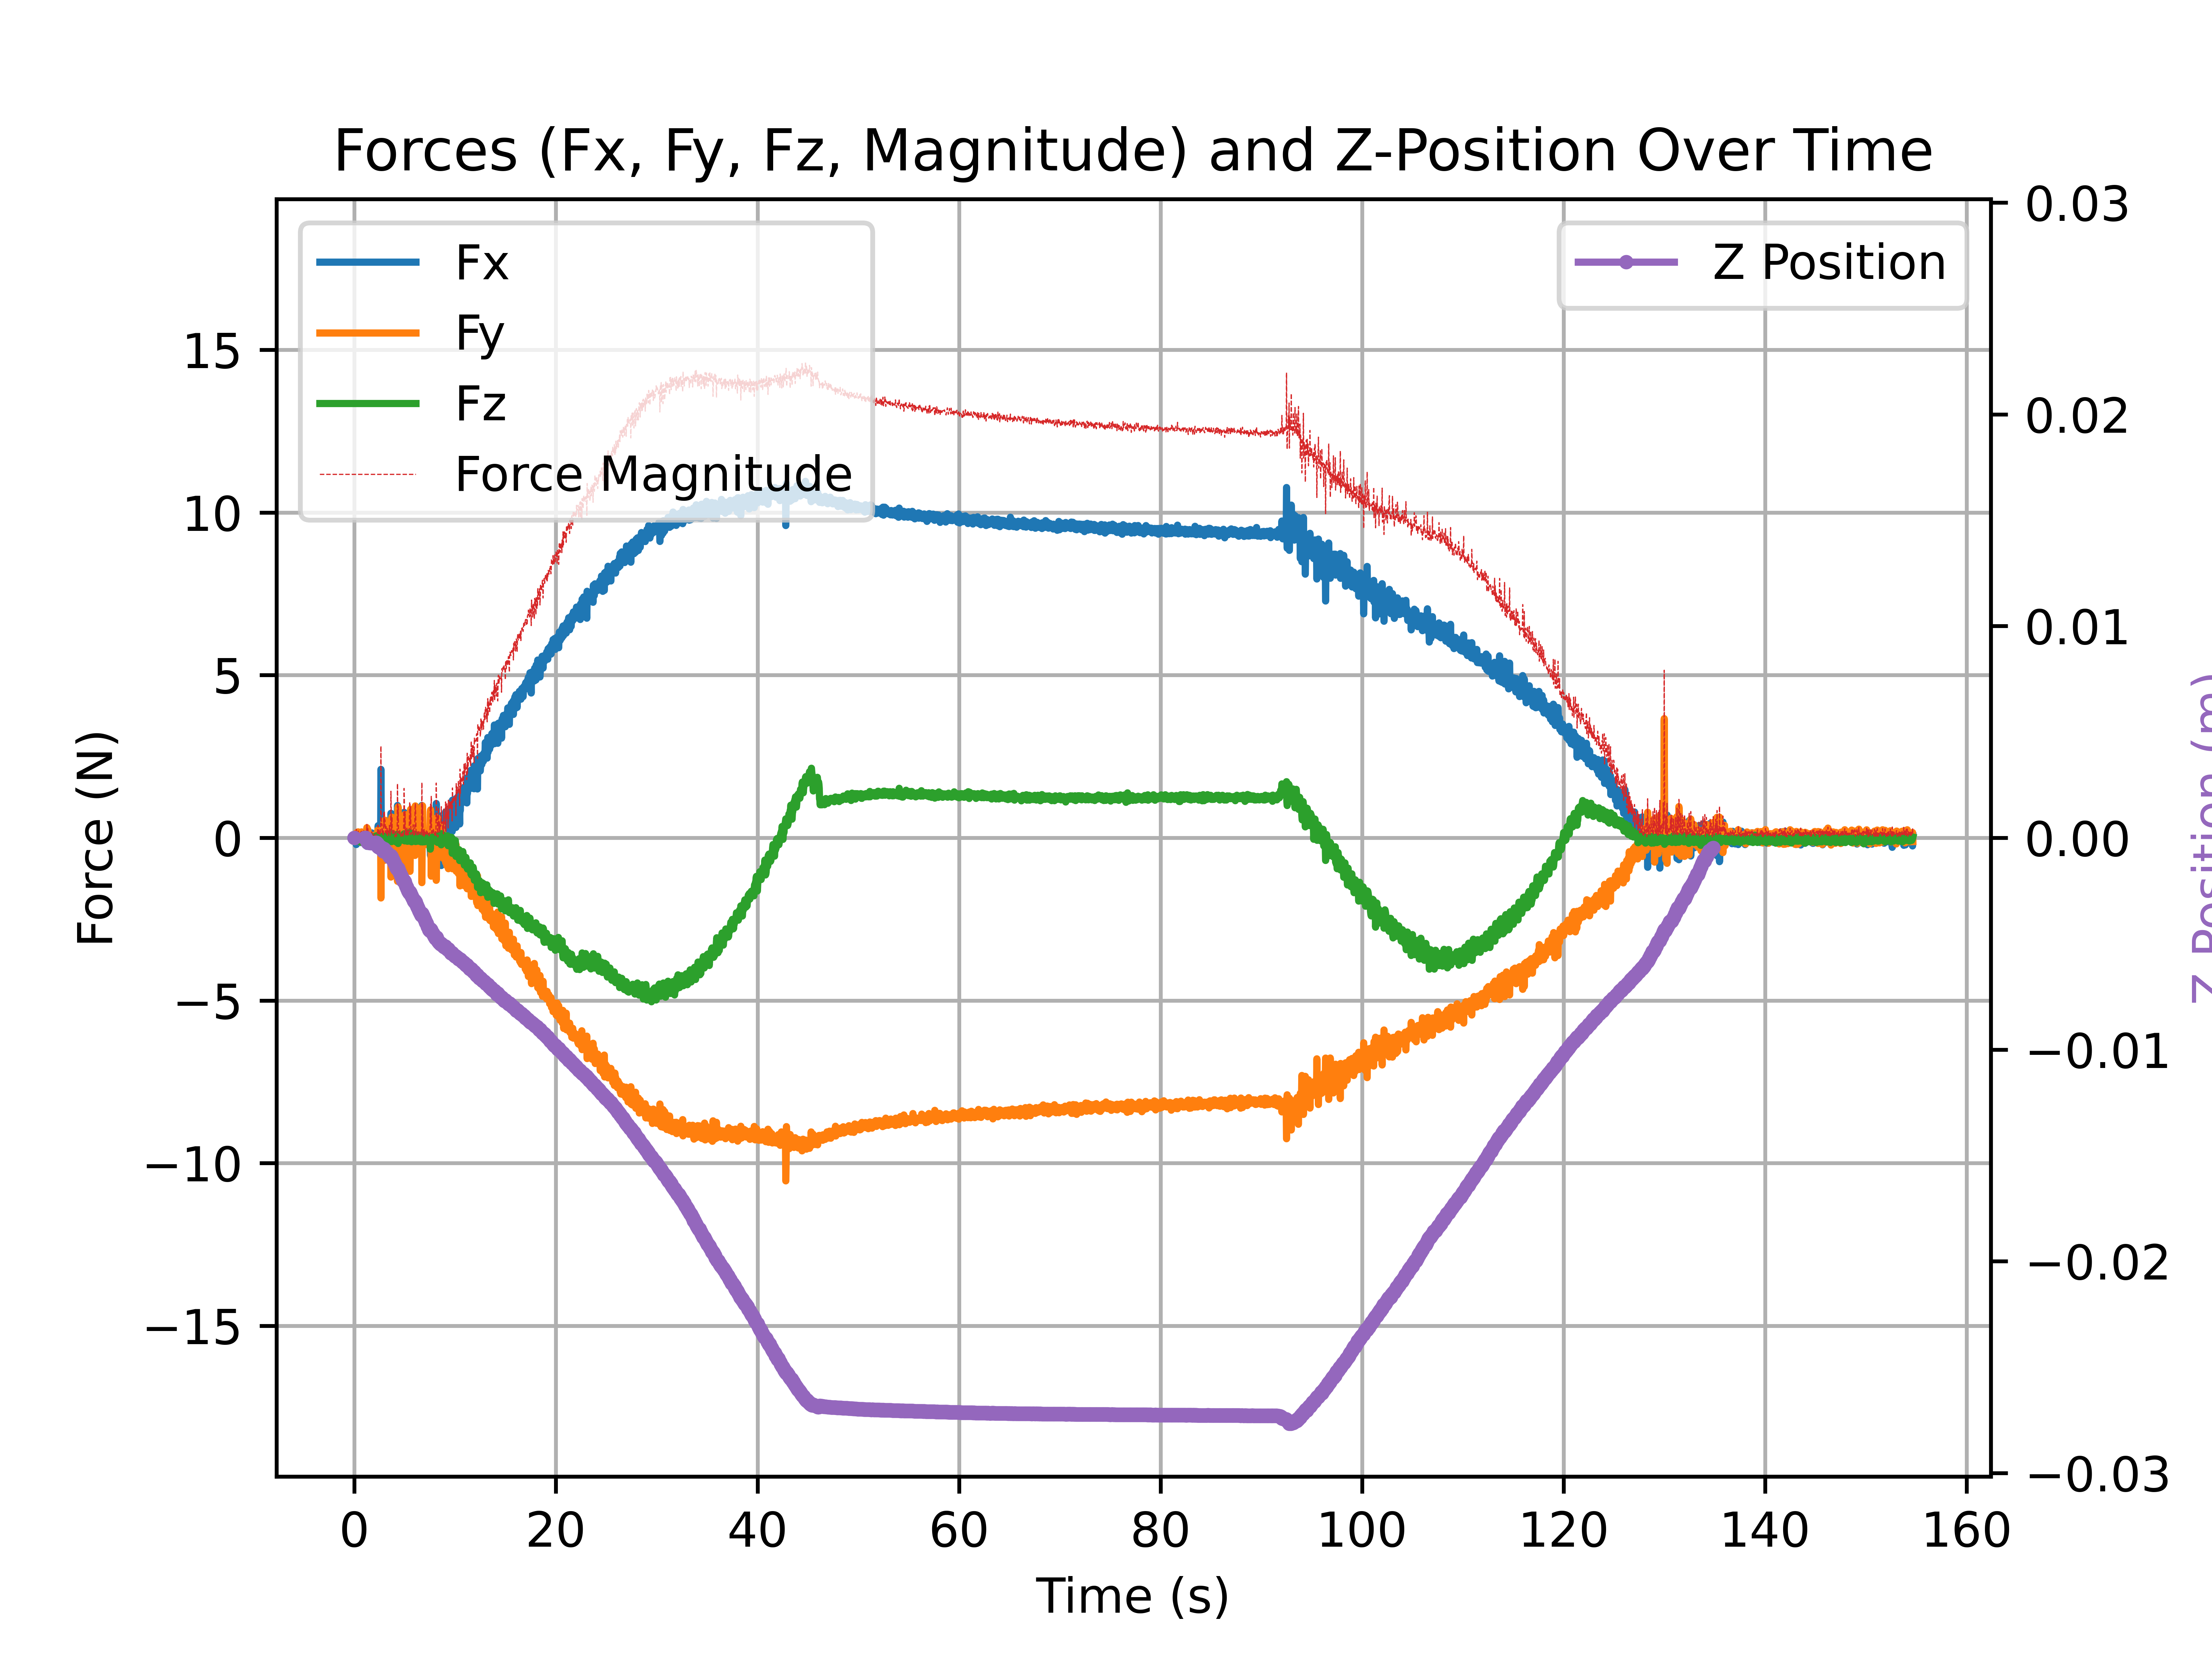 Forces (Fx, Fy, Fz, Magnitude) and Z-Position Over Time
Fx
Fy
Fz
Force Magnitude
Z Position
Force (N)
15
10
5
0
−5
−10
−15
0.03
0.02
0.01
0.00
−0.01
−0.02
−0.03
Z Position (m)
0
20
40
60
80
100
120
140
160
Time (s)